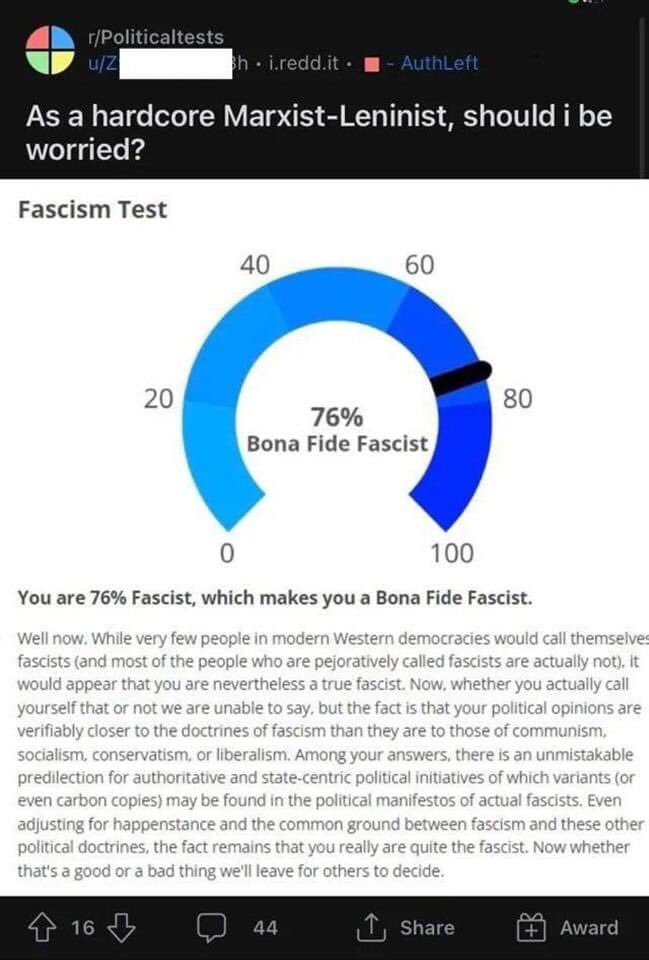 r/Politicaltests
u/Z h · i.redd.it · - AuthLeft
As a hardcore Marxist-Leninist, should i be
worried?
Fascism Test
40 60
20 80
76%
Bona Fide Fascist
0 100
You are 76% Fascist, which makes you a Bona Fide Fascist.
Well now. While very few people in modern Western democracies would call themselves
fascists (and most of the people who are pejoratively called fascists are actually not), it
would appear that you are nevertheless a true fascist. Now, whether you actually call
yourself that or not we are unable to say, but the fact is that your political opinions are
verifiably closer to the doctrines of fascism than they are to those of communism,
socialism, conservatism, or liberalism. Among your answers, there is an unmistakable
predilection for authoritative and state-centric political initiatives of which variants (or
even carbon copies) may be found in the political manifestos of actual fascists. Even
adjusting for happenstance and the common ground between fascism and these other
political doctrines, the fact remains that you really are quite the fascist. Now whether
that's a good or a bad thing we'll leave for others to decide.
16 44 Share Award